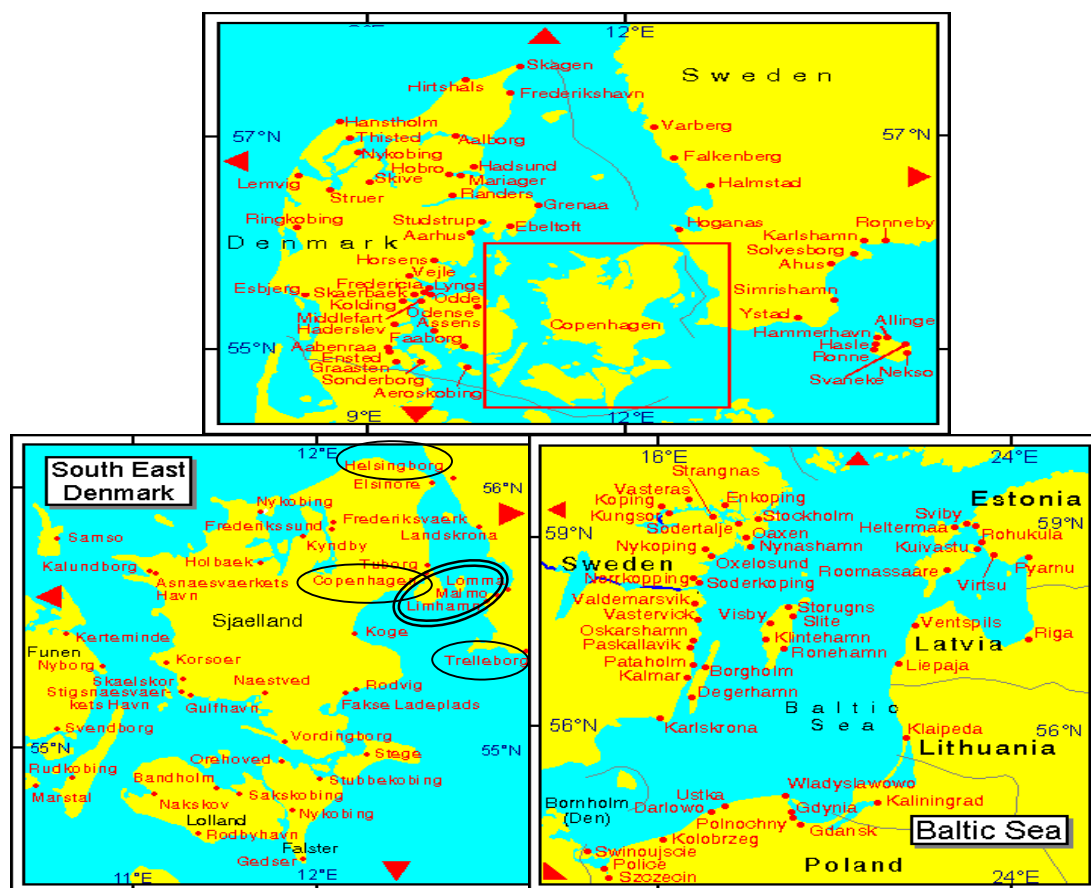 12°E
Skagen
Sweden
Hirtshals
Frederikshavn
Hanstholm
Varberg
57°N
Thisted
Aalborg
57°N
Nykobing
Falkenberg
Hobro
Hadsund
Lemvig
Skive
Mariager
Halmstad
Struer
Randers
Grenaa
Ringkobing
Studstrup
Ebeltoft
Hoganas
Ronneby
Denmark
Aarhus
Karlshamn
Solvesborg
Horsens
Ahus
Vejle
Fredericia
Lyngs
Esbjerg
Skaerbaek
Odde
Simrishamn
Kolding
Odense
Middlefart
Assens
Copenhagen
Ystad
Allinge
Haderslev
Faaborg
Hammerhavn
55°N
Aabenraa
Hasle
55°N
Ensted
Ronne
Graasten
Nekso
Sonderborg
Svaneke
Aeroskobing
9°E
12°E
South East
Denmark
12°E
Helsingborg
Elsinore
56°N
Nykobing
Frederikssund
Frederiksvaerk
Landskrona
Samso
Kyndby
Holbaek
Tuborg
Kalundborg
Asnaesvaerkets
Havn
Copenhagen
Lomma
Malmo
Limhamn
Sjaelland
Koge
Kerteminde
Funen
Nyborg
Korsoer
Trelleborg
Skaelskor
Naestved
Rodvig
Stigsnaesvaer-
kets Havn
Gulfhavn
Fakse Ladeplads
Svendborg
Vordingborg
55°N
Orehoved
Stege
55°N
Rudkobing
Bandholm
Stubbekobing
Marstal
Sakskobing
Nakskov
Nykobing
Lolland
Rodbyhavn
Falster
Gedser
11°E
12°E
16°E
24°E
Strangnas
Vasteras
Koping
Enkoping
Estonia
Kungso
Stockholm
Sviby
59°N
Sodertalje
Oaxen
Heltermaa
59°N
Rohukula
Nykoping
Nynashamn
Kuivastu
Sweden
Oxelosund
Roomassaare
Pyarnu
Norrkopping
Soderkoping
Virtsu
Valdemarsvik
Storugns
Vastervick
Visby
Slite
Ventspils
Oskarshamn
Klintehamn
Latvia
Riga
Paskallavik
Ronehamn
Pataholm
Borgholm
Liepaja
Kalmar
Degerhamn
Baltic
Sea
56°N
Karlskrona
Klaipeda
56°N
Lithuania
Wladyslawowo
Bornholm
(Den)
Ustka
Kaliningrad
Darlowo
Gdynia
Polnochny
Gdansk
Kolobrzeg
Baltic Sea
Swinoujscie
Police
Poland
Szczecin
16°E
24°E